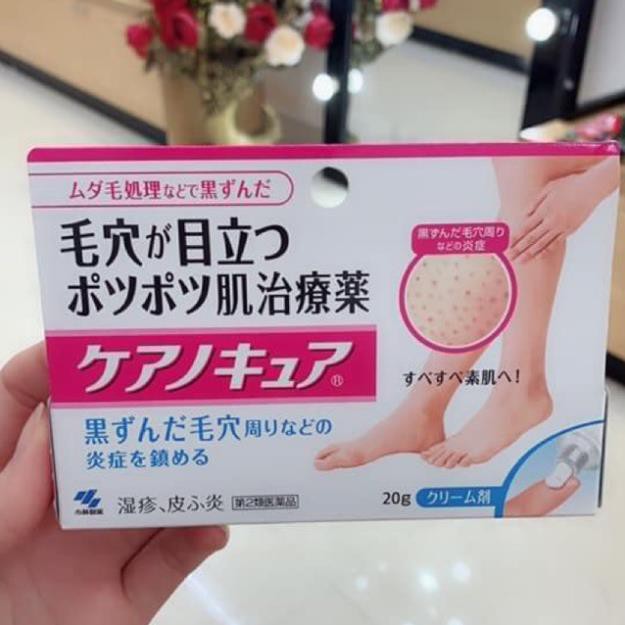 ムダ毛処理などで黒ずんだ
毛穴が目立つ
ポツポツ肌治療薬
ケアノキュア®
黒ずんだ毛穴周りなどの
炎症を鎮める
小林製薬
湿疹、皮ふ炎 第2類医薬品
黒ずんだ毛穴周り
などの炎症
すべすべ素肌へ!
20g クリーム剤